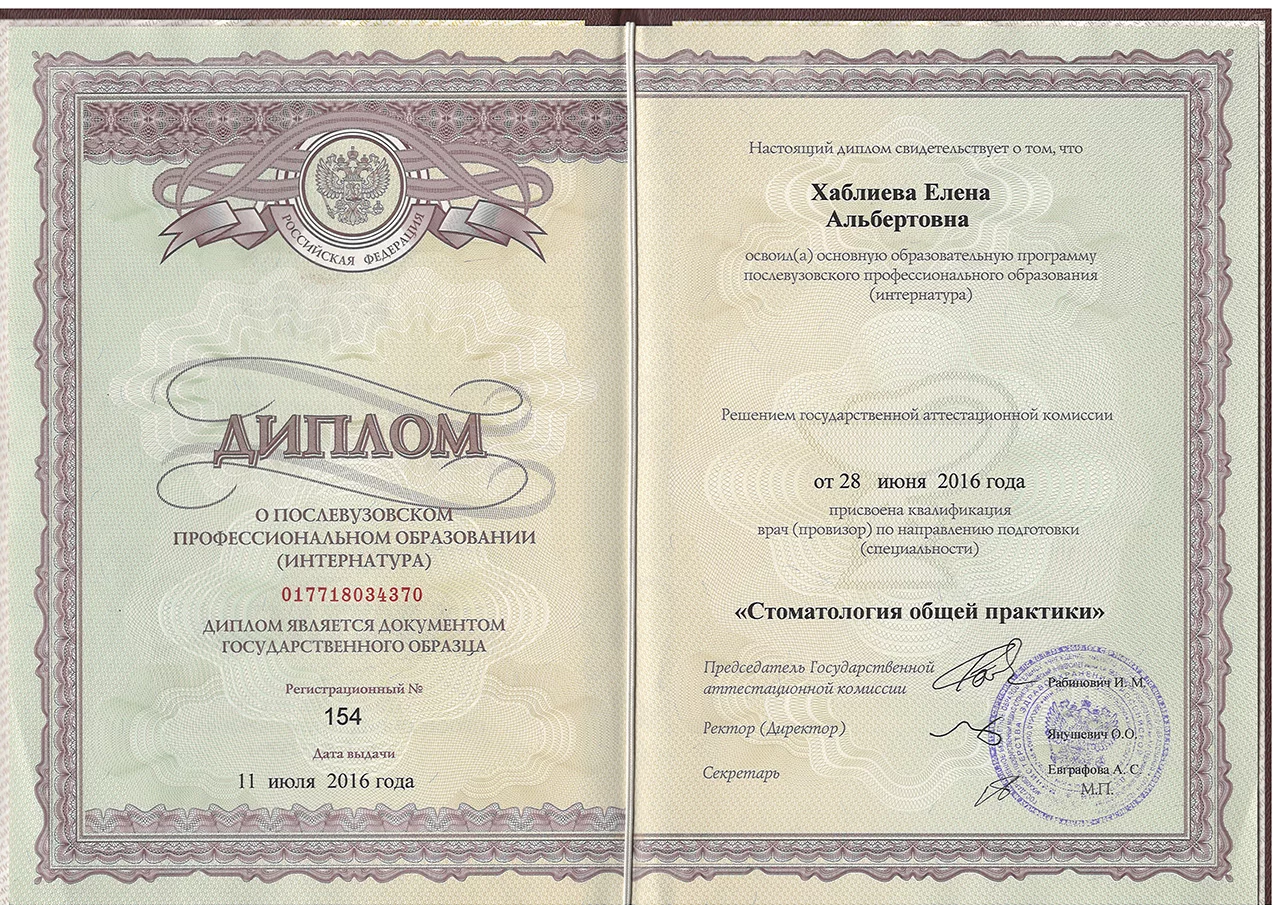 РОССИЙСКАЯ ФЕДЕРАЦИЯ
ДИПЛОМ
О ПОСЛЕВУЗОВСКОМ
ПРОФЕССИОНАЛЬНОМ ОБРАЗОВАНИИ
(ИНТЕРНАТУРА)
017718034370
ДИПЛОМ ЯВЛЯЕТСЯ ДОКУМЕНТОМ
ГОСУДАРСТВЕННОГО ОБРАЗЦА
Регистрационный №
154
Дата выдачи
11 июля 2016 года
Настоящий диплом свидетельствует о том, что
Хаблиева Елена
Альбертовна
освоил(а) основную образовательную программу
послевузовского профессионального образования
(интернатура)
Решением государственной аттестационной комиссии
от 28 июня 2016 года
присвоена квалификация
врач (провизор) по направлению подготовки
(специальности)
«Стоматология общей практики»
Председатель Государственной
аттестационной комиссии
Рабинович И. М.
Ректор (Директор)
Янушевич О.О.
Секретарь
Евграфова А. С.
М.П.